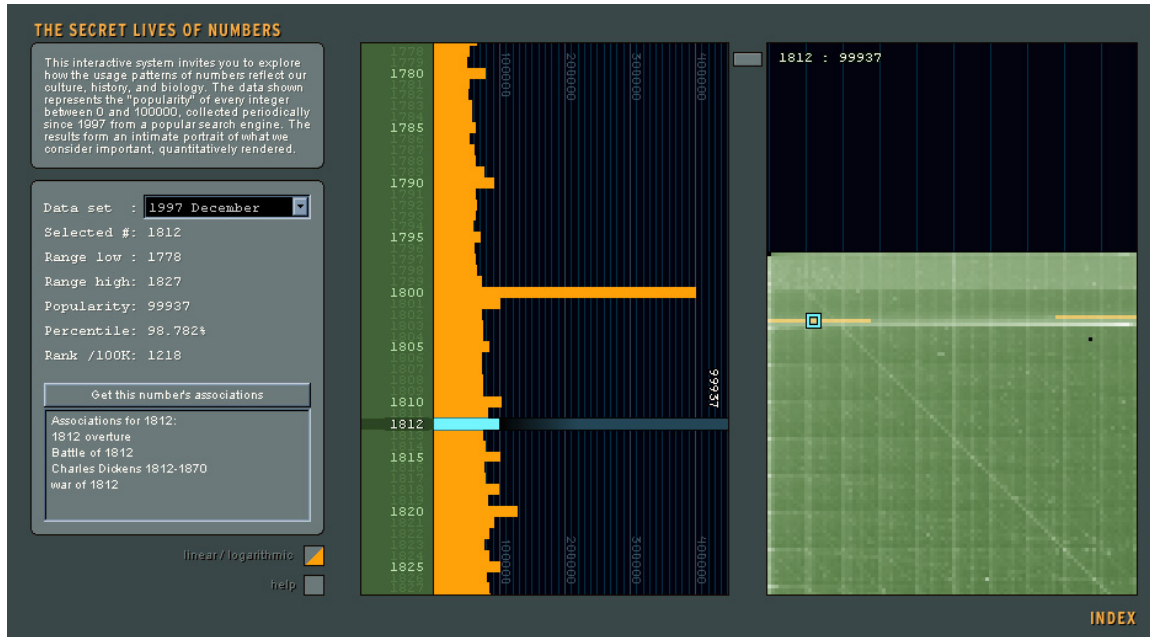 THE SECRET LIVES OF NUMBERS
This interactive system invites you to explore
how the usage patterns of numbers reflect our
culture, history, and biology. The data shown
represents the "popularity" of every integer
between 0 and 100000, collected periodically
since 1997 from a popular search engine. The
results form an intimate portrait of what we
consider important, quantitatively rendered.
Data set : 1997 December
Selected #: 1812
Range low : 1778
Range high: 1827
Popularity: 99937
Percentile: 98.782%
Rank /100K: 1218
Get this number's associations
Associations for 1812:
1812 overture
Battle of 1812
Charles Dickens 1812-1870
war of 1812
linear / logarithmic
help
100000 200000 300000 400000
1778
1780
1785
1790
1795
1800
1805
1810
1812
1815
1820
1825
99937
100000 200000 300000 400000
1812 : 99937
INDEX